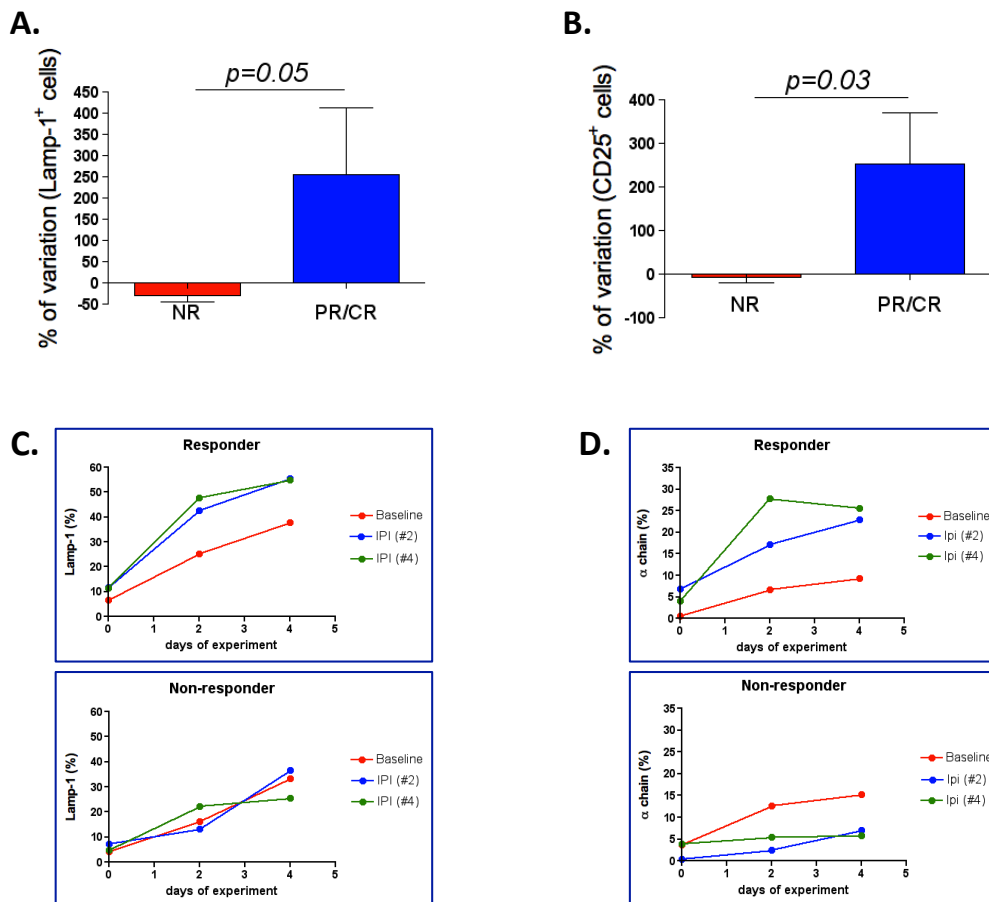 A.
% of variation (Lamp-1+ cells)
p=0.05
450
400
350
300
250
200
150
100
50
0
-50
NR
PR/CR
B.
% of variation (CD25+ cells)
p=0.03
400
300
200
100
0
-100
NR
PR/CR
C.
Responder
Lamp-1 (%)
60
50
40
30
20
10
0
0 1 2 3 4 5
days of experiment
Baseline
IPI (#2)
IPI (#4)
Non-responder
Lamp-1 (%)
60
50
40
30
20
10
0
0 1 2 3 4 5
days of experiment
Baseline
IPI (#2)
IPI (#4)
D.
Responder
α chain (%)
35
30
25
20
15
10
5
0
0 1 2 3 4 5
days of experiment
Baseline
Ipi (#2)
Ipi (#4)
Non-responder
α chain (%)
35
30
25
20
15
10
5
0
0 1 2 3 4 5
days of experiment
Baseline
Ipi (#2)
Ipi (#4)